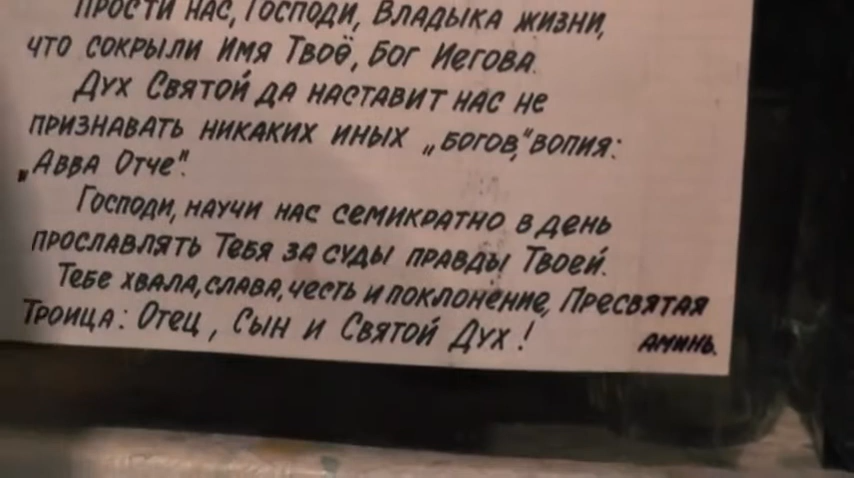 Прости нас, Господи, Владыка жизни,
что сокрыли Имя Твоё, Бог Иегова.
Дух Святой да наставит нас не
признавать никаких иных „богов,“ вопия:
„Авва Отче“.
Господи, научи нас семикратно в день
прославлять Тебя за суды правды Твоей.
Тебе хвала, слава, честь и поклонение, Пресвятая
Троица: Отец, Сын и Святой Дух!
Аминь.